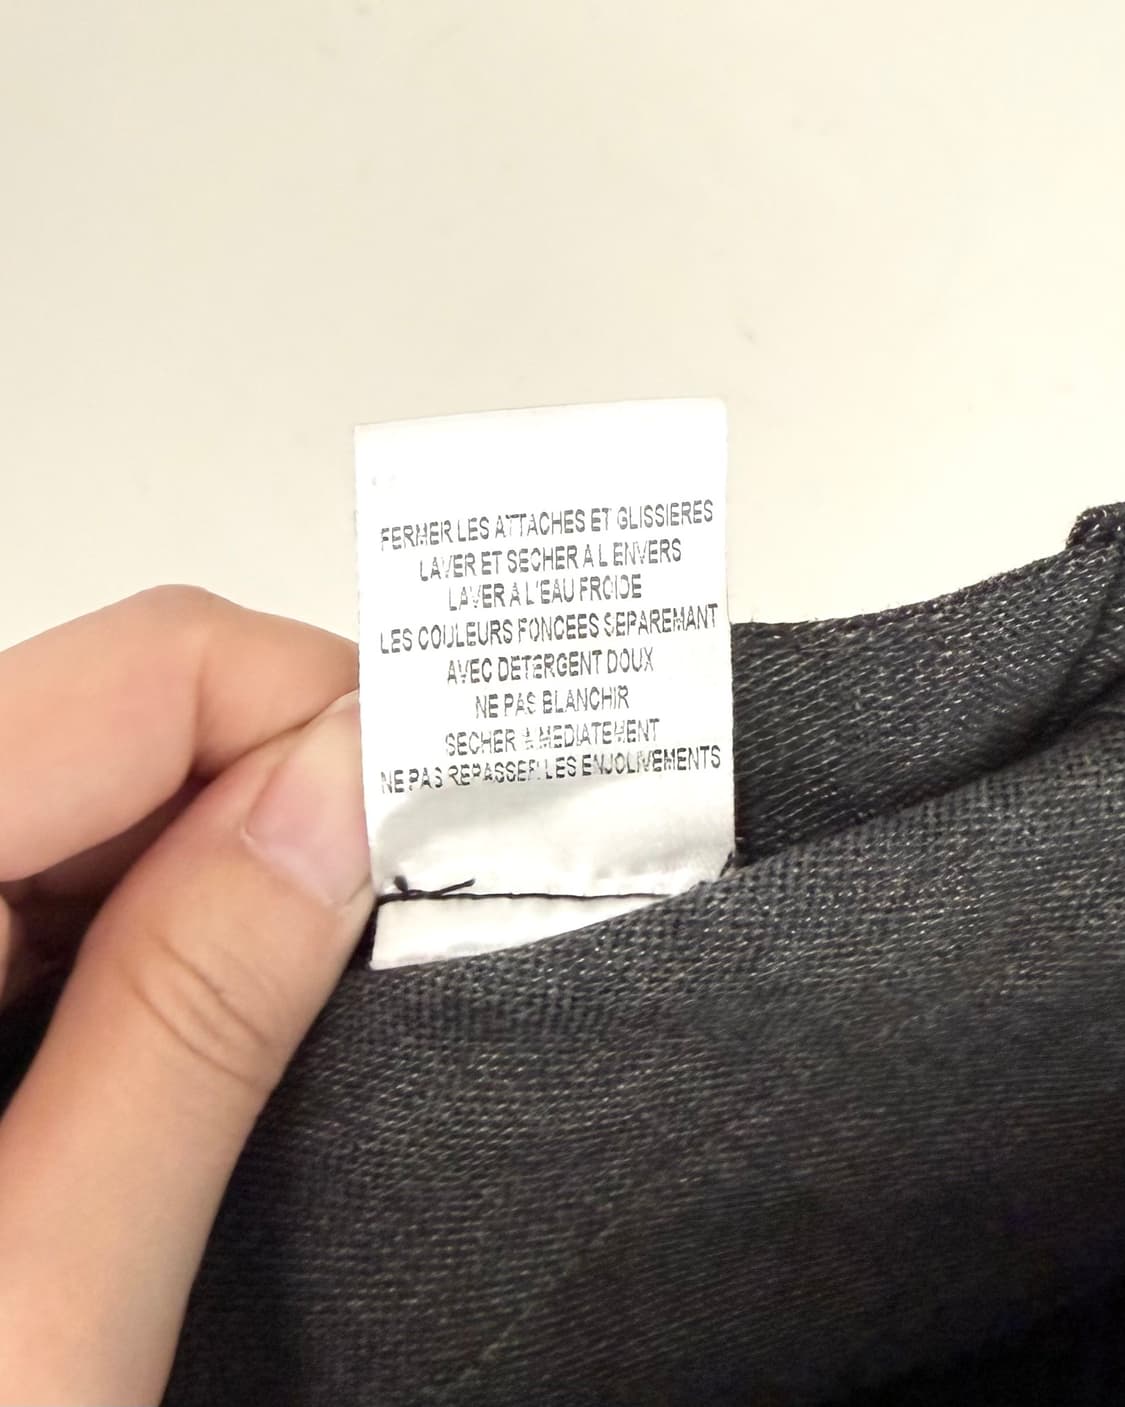 FERMER LES ATTACHES ET GLISSIERES
LAVER ET SECHER A L ENVERS
LAVER A L'EAU FROIDE
LES COULEURS FONCEES SEPAREMANT
AVEC DETERGENT DOUX
NE PAS BLANCHIR
SECHER
NE PAS REPASSER LES ENJOLIVEMENTS